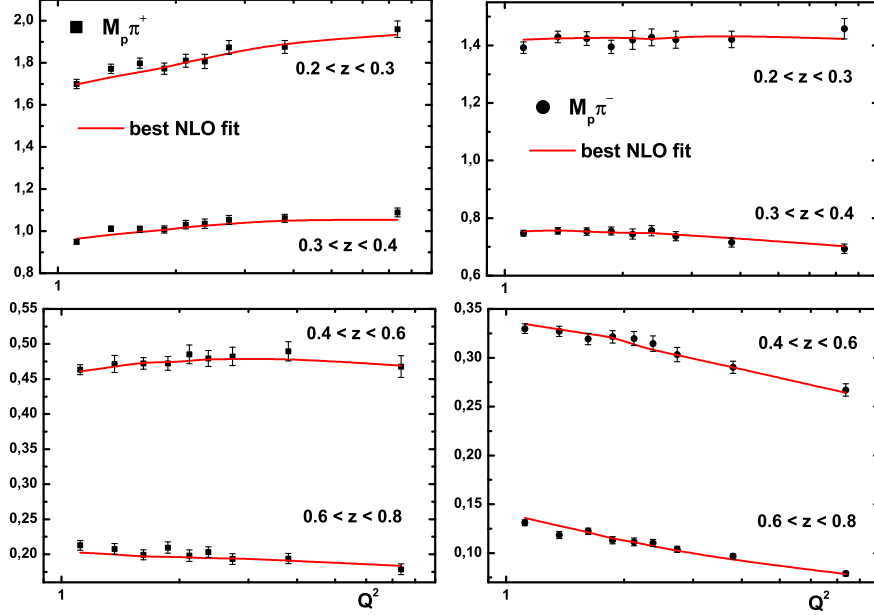 2,0
1,8
1,6
1,4
1,2
1,0
0,8
M_p π^+
0.2 < z < 0.3
best NLO fit
0.3 < z < 0.4
1
1,4
1,2
1,0
0,8
0,6
0.2 < z < 0.3
M_p π^-
best NLO fit
0.3 < z < 0.4
1
0,55
0,50
0,45
0,40
0,35
0,30
0,25
0,20
0.4 < z < 0.6
0.6 < z < 0.8
1
Q^2
0,35
0,30
0,25
0,20
0,15
0,10
0.4 < z < 0.6
0.6 < z < 0.8
1
Q^2